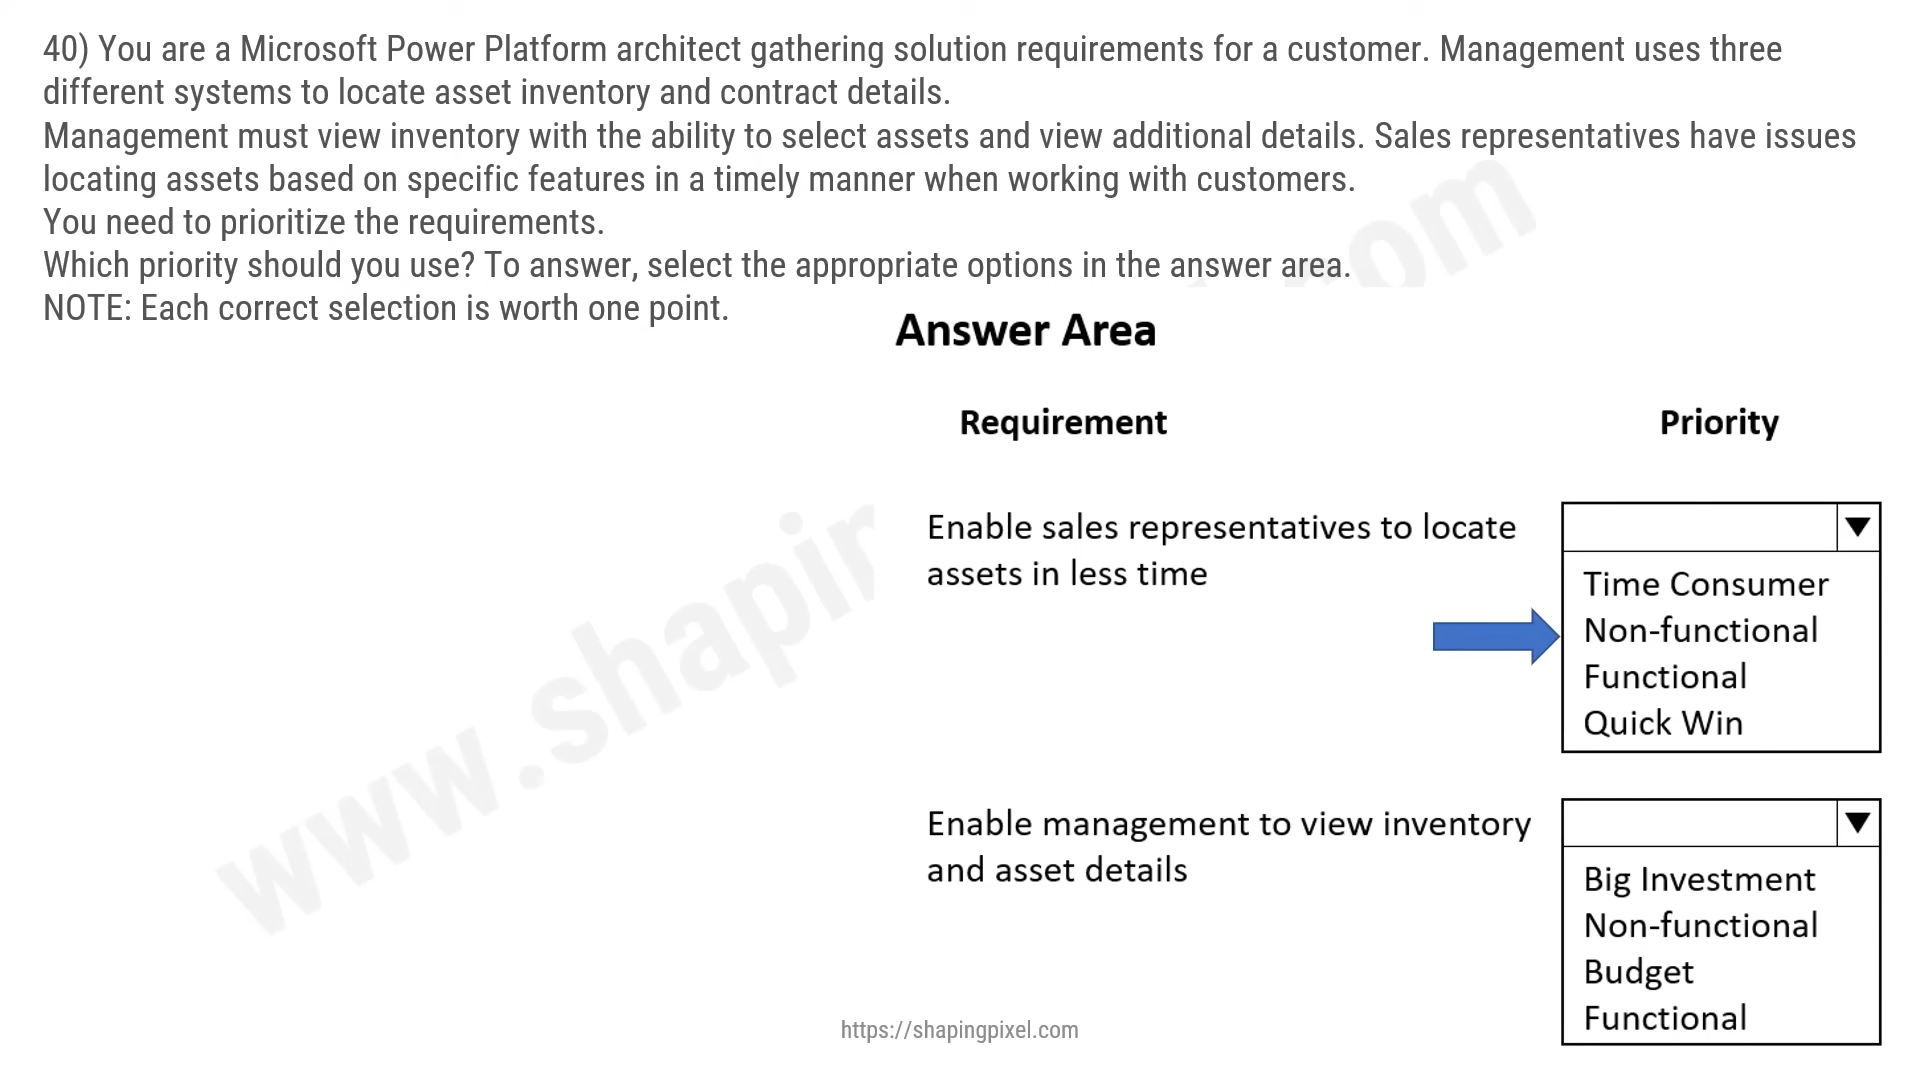 40) You are a Microsoft Power Platform architect gathering solution requirements for a customer. Management uses three
different systems to locate asset inventory and contract details.
Management must view inventory with the ability to select assets and view additional details. Sales representatives have issues
locating assets based on specific features in a timely manner when working with customers.
You need to prioritize the requirements.
Which priority should you use? To answer, select the appropriate options in the answer area.
NOTE: Each correct selection is worth one point.
Answer Area
Requirement
Priority
Enable sales representatives to locate
assets in less time
Time Consumer
Non-functional
Functional
Quick Win
Enable management to view inventory
and asset details
Big Investment
Non-functional
Budget
Functional
www.shapin
com
https://shapingpixel.com